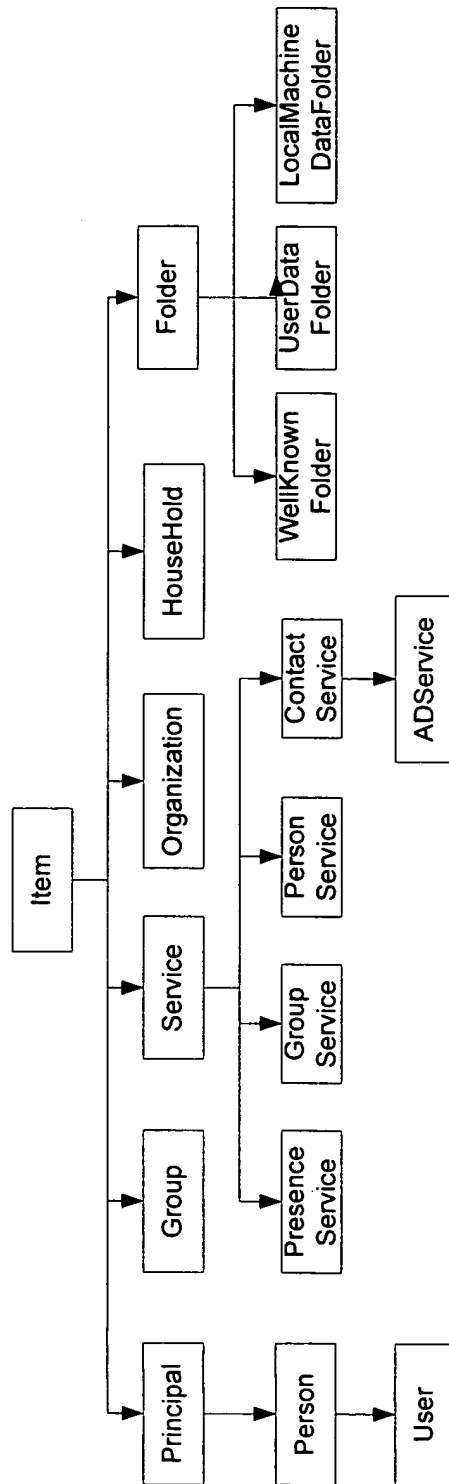 Item
Principal
Group
Service
Organization
HouseHold
Folder
Person
Presence
Service
Group
Service
Person
Service
Contact
Service
WellKnown
Folder
UserData
Folder
LocalMachine
DataFolder
User
ADService